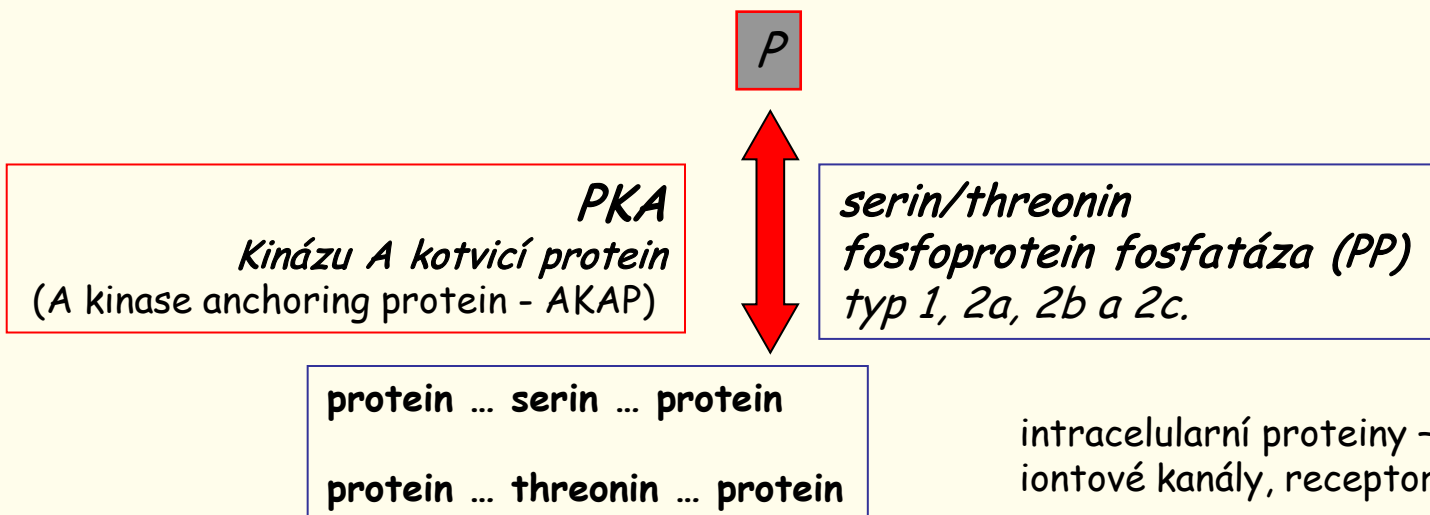 P
PKA
Kinázu A kotvicí protein
(A kinase anchoring protein - AKAP)
serin/threonin
fosfoprotein fosfatáza (PP)
typ 1, 2a, 2b a 2c.
protein … serin … protein
protein … threonin … protein
intracelularní proteiny –
iontové kanály,